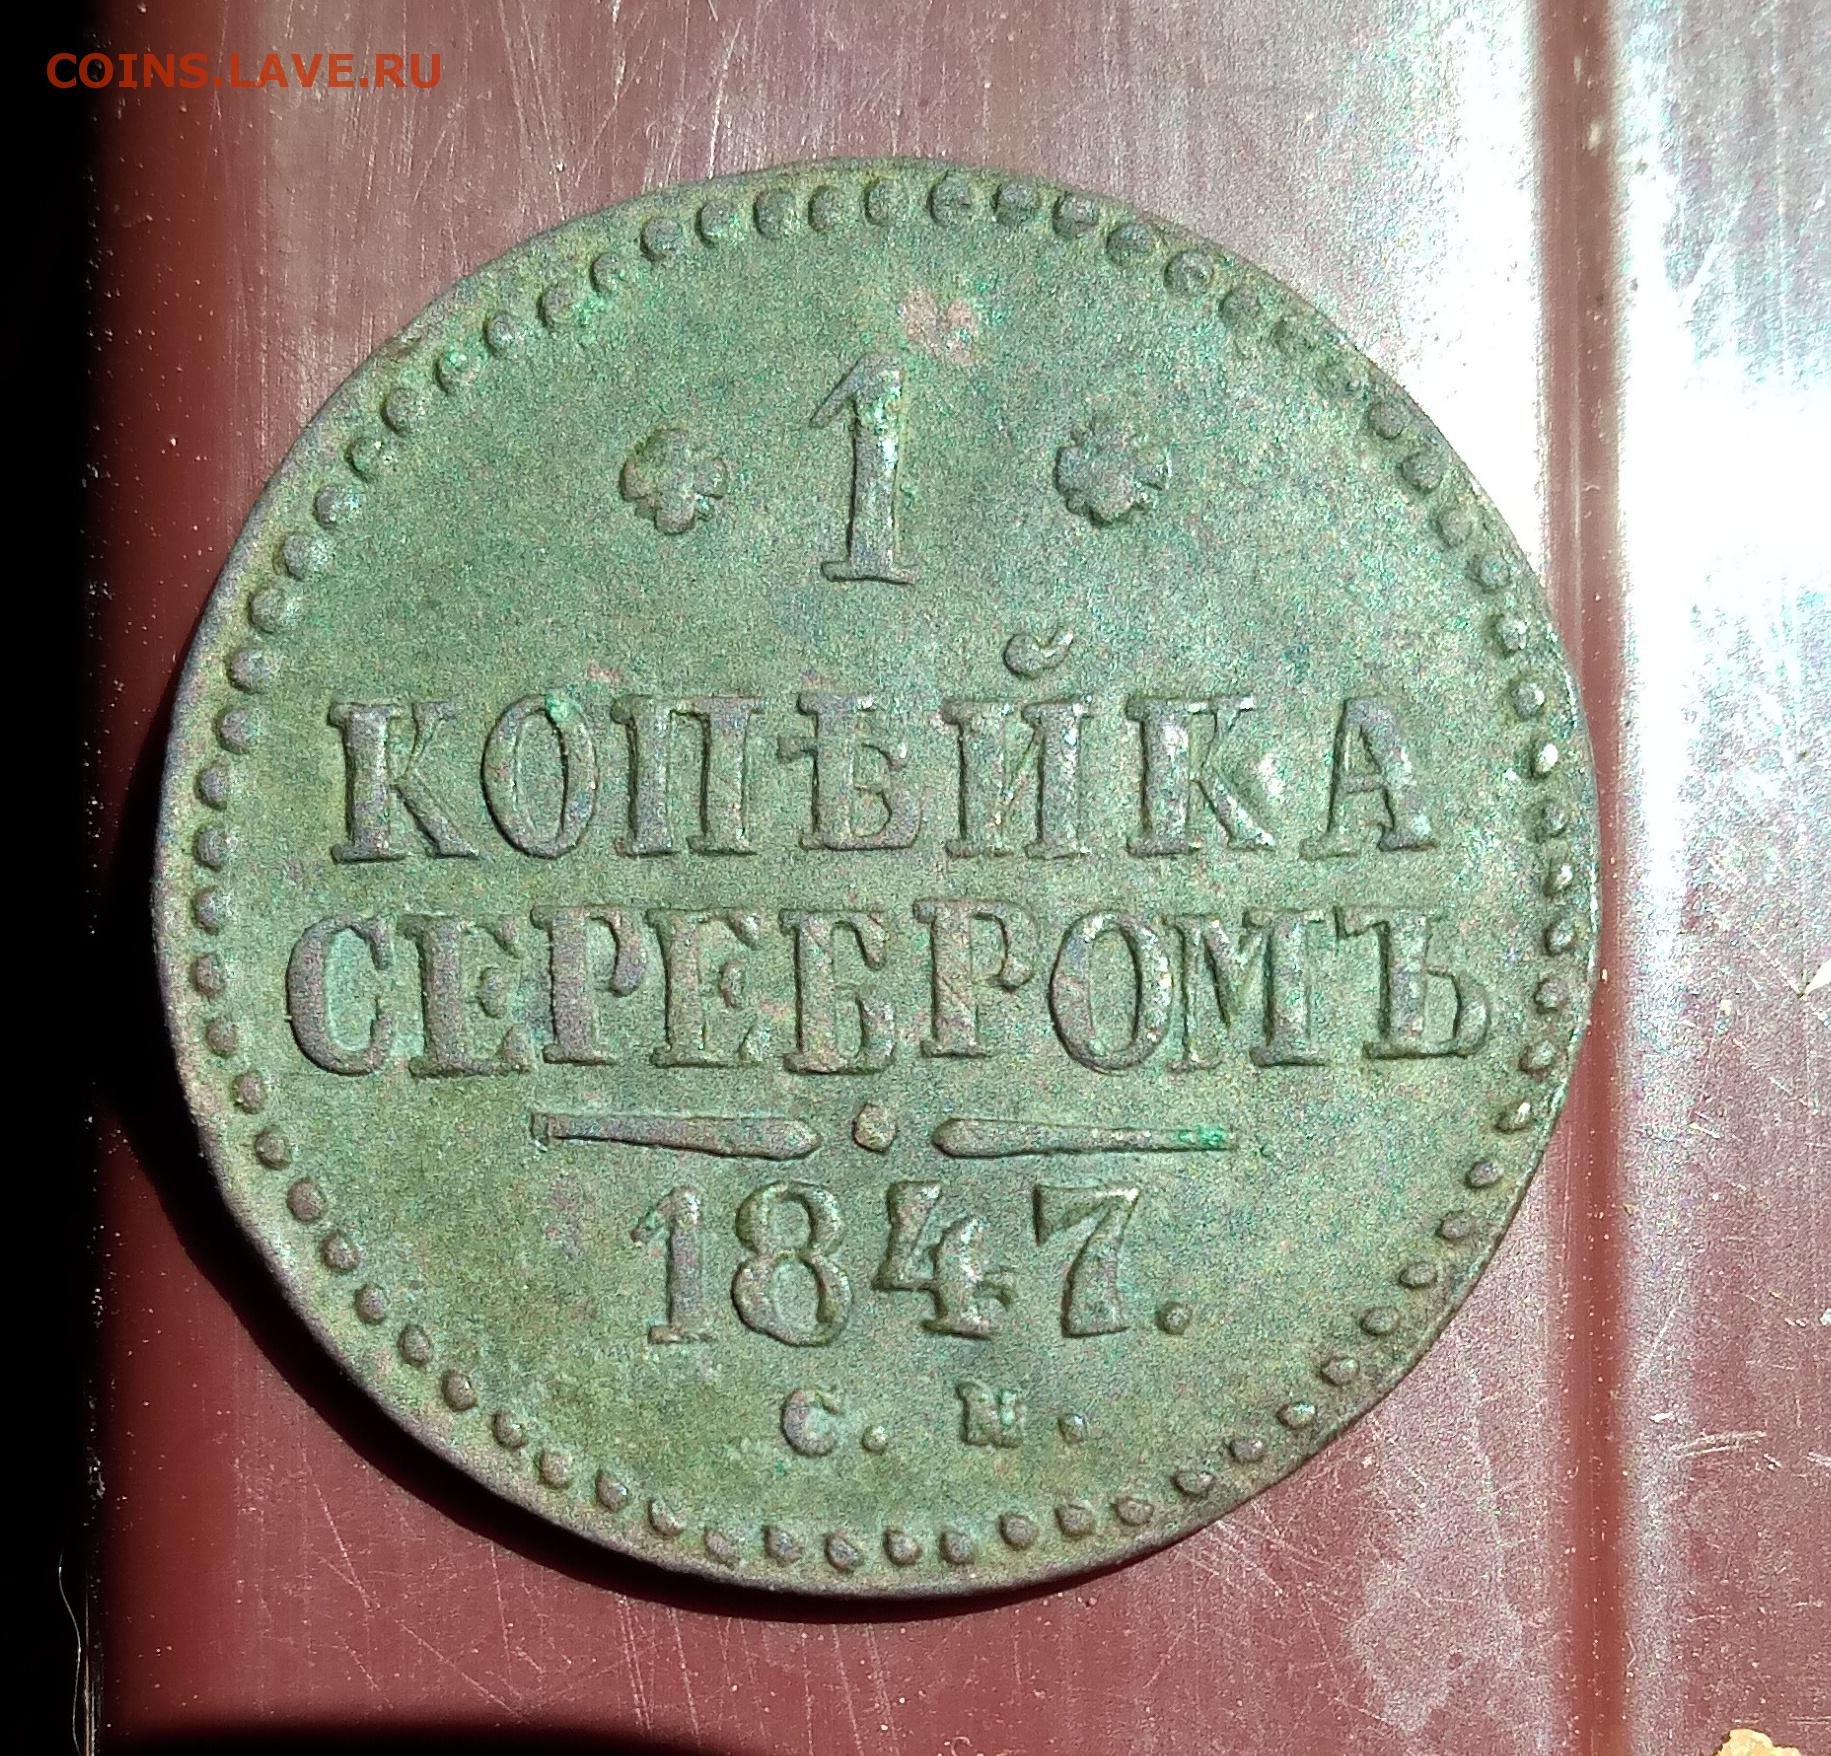 COINS.LAVE.RU
1
КОПѢЙКА
СЕРЕБРОМЪ
1847.
С. М.